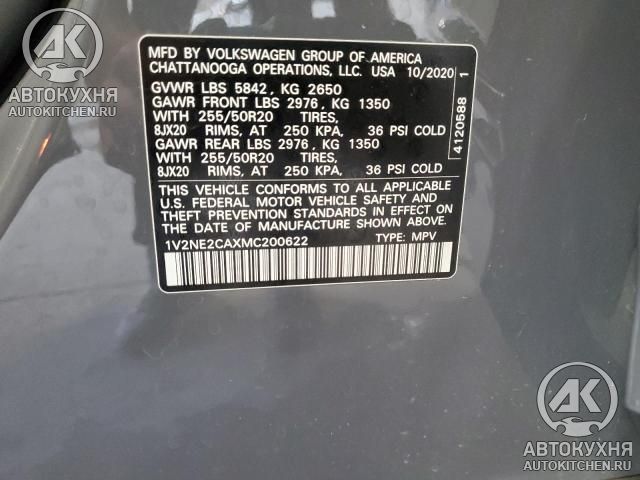 MFD BY VOLKSWAGEN GROUP OF AMERICA
CHATTANOOGA OPERATIONS, LLC. USA 10/2020
GVWR LBS 5842, KG 2650
GAWR FRONT LBS 2976, KG 1350
WITH 255/50R20 TIRES,
8JX20 RIMS, AT 250 KPA, 36 PSI COLD
GAWR REAR LBS 2976, KG 1350
WITH 255/50R20 TIRES,
8JX20 RIMS, AT 250 KPA, 36 PSI COLD
THIS VEHICLE CONFORMS TO ALL APPLICABLE
U.S. FEDERAL MOTOR VEHICLE SAFETY AND
THEFT PREVENTION STANDARDS IN EFFECT ON
THE DATE OF MANUFACTURE SHOWN ABOVE.
1V2NE2CAXMC200622 TYPE: MPV
4120588 1
АК
АВТОКУХНЯ
AUTOKITCHEN.RU
АК
АВТОКУХНЯ
AUTOKITCHEN.RU
АК
АВТОКУХНЯ
AUTOKITCHEN.RU